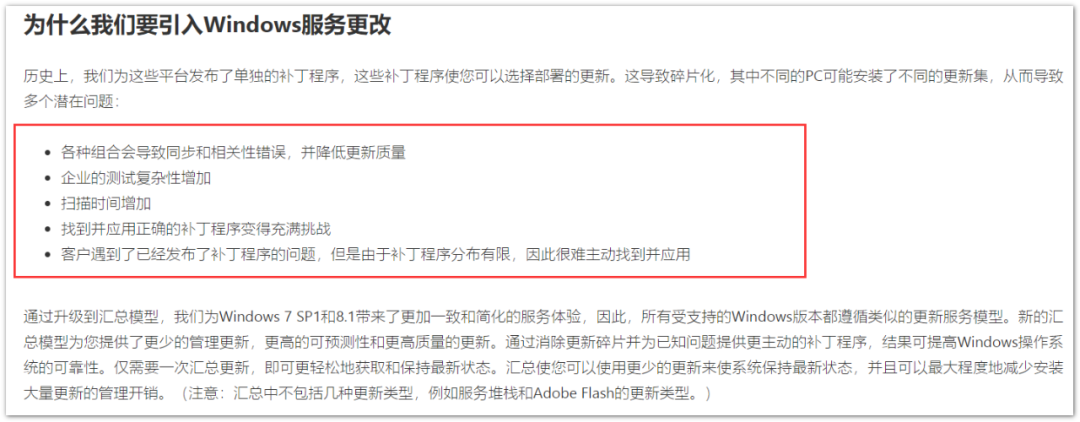 为什么我们要引入Windows服务更改
历史上，我们为这些平台发布了单独的补丁程序，这些补丁程序使您可以选择部署的更新。这导致碎片化，其中不同的PC可能安装了不同的更新集，从而导致
多个潜在问题：
• 各种组合会导致同步和相关性错误，并降低更新质量
• 企业的测试复杂性增加
• 扫描时间增加
• 找到并应用正确的补丁程序变得充满挑战
• 客户遇到了已经发布了补丁程序的问题，但是由于补丁程序分布有限，因此很难主动找到并应用
通过升级到汇总模型，我们为Windows 7 SP1和8.1带来了更加一致和简化的服务体验，因此，所有受支持的Windows版本都遵循类似的更新服务模型。新的汇
总模型为您提供了更少的管理更新，更高的可预测性和更高质量的更新。通过消除更新碎片并为已知问题提供更主动的补丁程序，结果可提高Windows操作系
统的可靠性。仅需要一次汇总更新，即可更轻松地获取和保持最新状态。汇总使您可以使用更少的更新来使系统保持最新状态，并且可以最大程度地减少安装
大量更新的管理开销。（注意：汇总中不包括几种更新类型，例如服务堆栈和Adobe Flash的更新类型。）